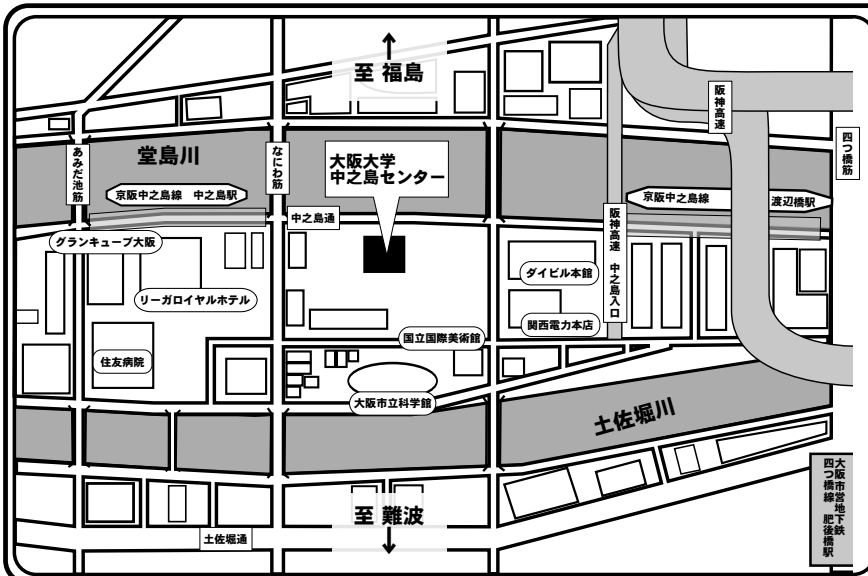 至 福島
阪神高速
四つ橋筋
あみだ池筋
堂島川
なにわ筋
大阪大学
中之島センター
京阪中之島線 中之島駅
京阪中之島線 渡辺橋駅
中之島通
阪神高速 中之島入口
グランキューブ大阪
ダイビル本館
リーガロイヤルホテル
関西電力本店
国立国際美術館
住友病院
大阪市立科学館
土佐堀川
大阪市営地下鉄
四つ橋線 肥後橋駅
至 難波
土佐堀通